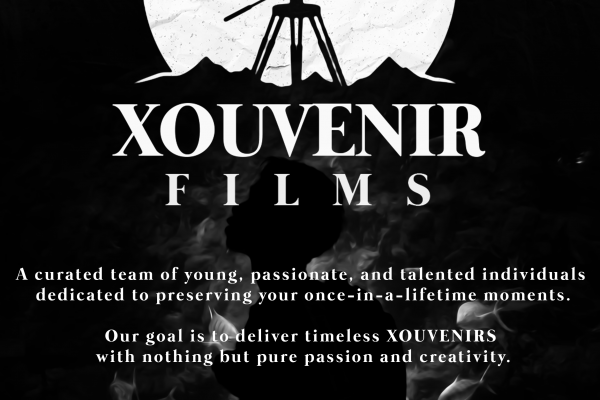 XOUVENIR
FILMS
A curated team of young, passionate, and talented individuals
dedicated to preserving your once-in-a-lifetime moments.
Our goal is to deliver timeless XOUVENIRS
with nothing but pure passion and creativity.